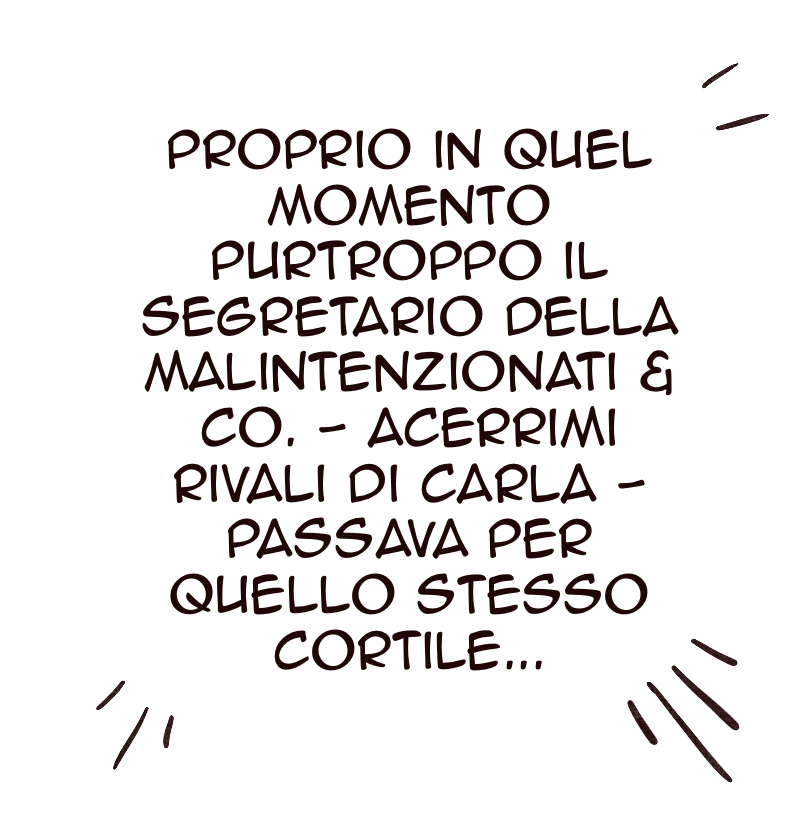 PROPRIO IN QUEL
MOMENTO
PURTROPPO IL
SEGRETARIO DELLA
MALINTENZIONATI &
CO. - ACERRIMI
RIVALI DI CARLA -
PASSAVA PER
QUELLO STESSO
CORTILE...